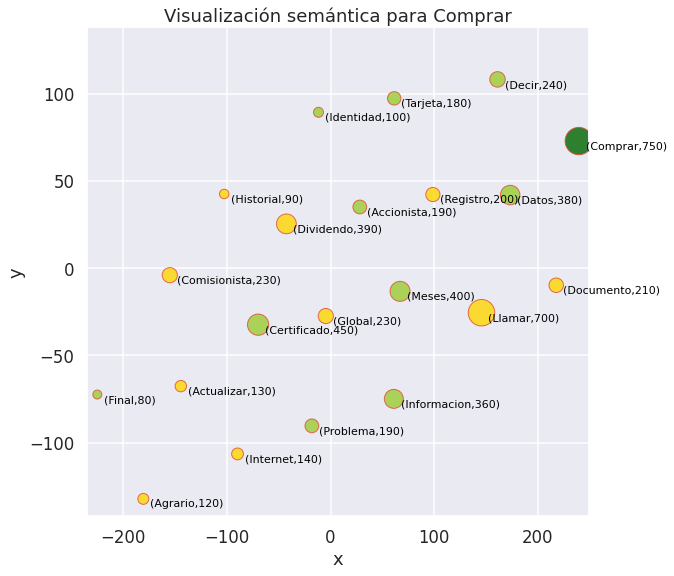 Visualización semántica para Comprar
(Decir,240)
(Tarjeta,180)
(Identidad,100)
(Comprar,750)
(Historial,90)
(Registro,200)
(Datos,380)
(Accionista,190)
(Dividendo,390)
(Comisionista,230)
(Documento,210)
(Meses,400)
(Llamar,700)
(Global,230)
(Certificado,450)
(Actualizar,130)
(Final,80)
(Informacion,360)
(Problema,190)
(Internet,140)
(Agrario,120)
100
50
0
−50
−100
y
−200 −100 0 100 200
x